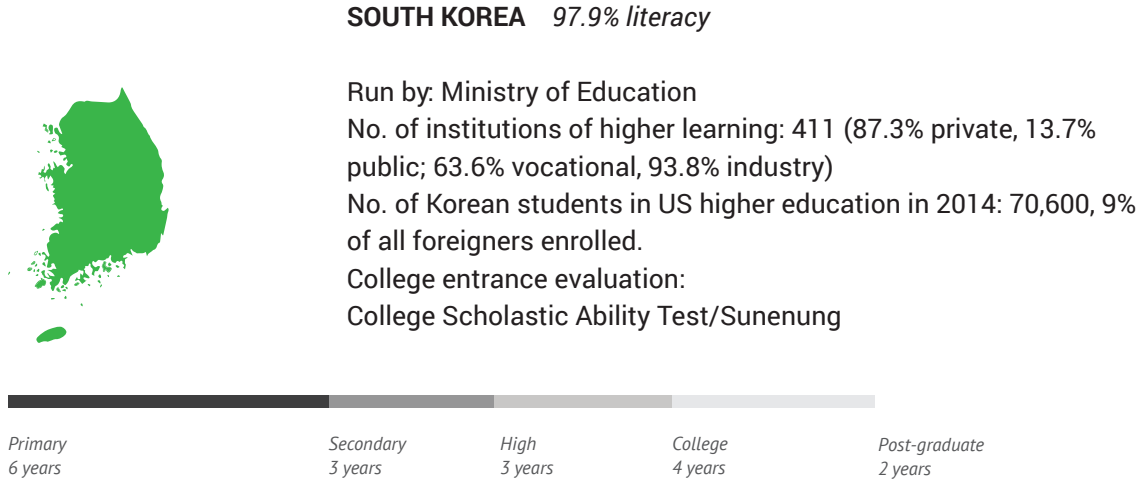 SOUTH KOREA 97.9% literacy
Run by: Ministry of Education
No. of institutions of higher learning: 411 (87.3% private, 13.7%
public; 63.6% vocational, 93.8% industry)
No. of Korean students in US higher education in 2014: 70,600, 9%
of all foreigners enrolled.
College entrance evaluation:
College Scholastic Ability Test/Sunenung
Primary Secondary High College Post-graduate
6 years 3 years 3 years 4 years 2 years